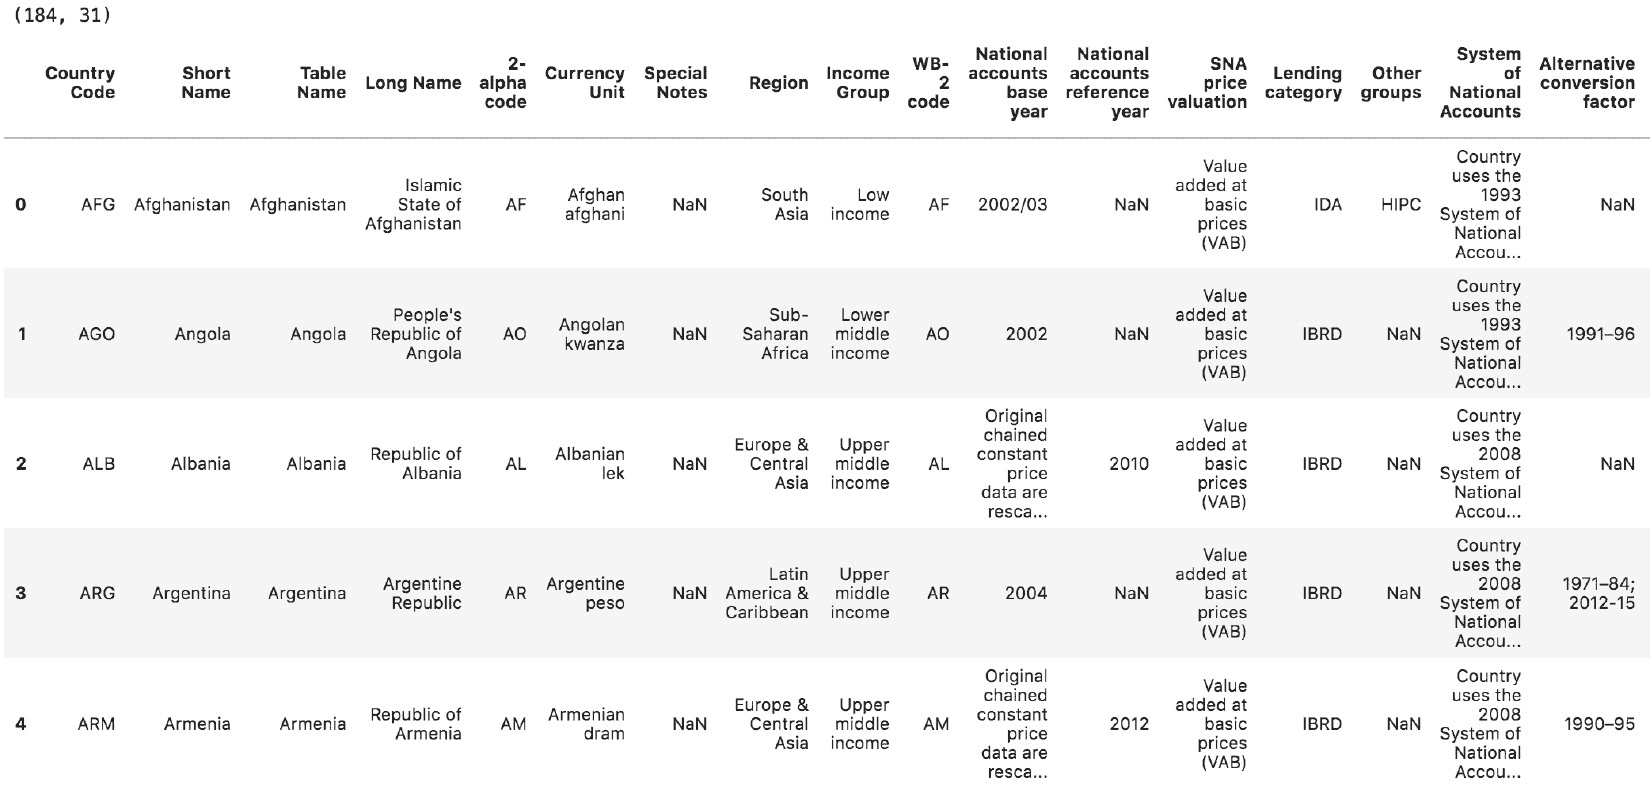 (184, 31)
Country Code	Short Name	Table Name	Long Name	2-alpha code	Currency Unit	Special Notes	Region	Income Group	WB-2 code	National accounts base year	National accounts reference year	SNA price valuation	Lending category	Other groups	System of National Accounts	Alternative conversion factor
0	AFG	Afghanistan	Afghanistan	Islamic State of Afghanistan	AF	Afghan afghani	NaN	South Asia	Low income	AF	2002/03	NaN	Value added at basic prices (VAB)	IDA	HIPC	Country uses the 1993 System of National Accou...	NaN
1	AGO	Angola	Angola	People's Republic of Angola	AO	Angolan kwanza	NaN	Sub-Saharan Africa	Lower middle income	AO	2002	NaN	Value added at basic prices (VAB)	IBRD	NaN	Country uses the 1993 System of National Accou...	1991–96
2	ALB	Albania	Albania	Republic of Albania	AL	Albanian lek	NaN	Europe & Central Asia	Upper middle income	AL	Original chained constant price data are resca...	2010	Value added at basic prices (VAB)	IBRD	NaN	Country uses the 2008 System of National Accou...	NaN
3	ARG	Argentina	Argentina	Argentine Republic	AR	Argentine peso	NaN	Latin America & Caribbean	Upper middle income	AR	2004	NaN	Value added at basic prices (VAB)	IBRD	NaN	Country uses the 2008 System of National Accou...	1971–84; 2012-15
4	ARM	Armenia	Armenia	Republic of Armenia	AM	Armenian dram	NaN	Europe & Central Asia	Upper middle income	AM	Original chained constant price data are resca...	2012	Value added at basic prices (VAB)	IBRD	NaN	Country uses the 2008 System of National Accou...	1990–95